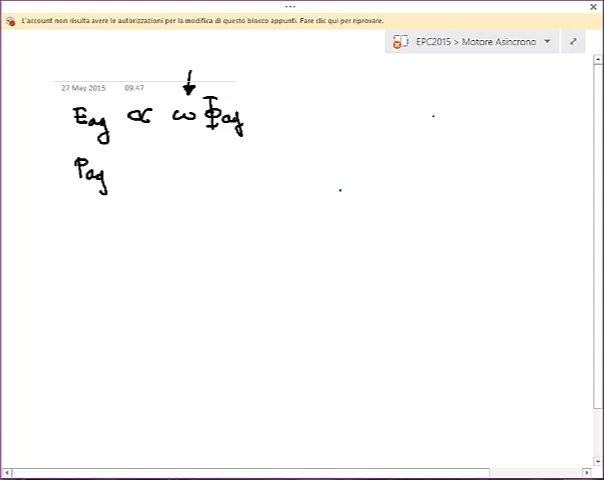 ...
L'account non risulta avere le autorizzazioni per la modifica di questo blocco appunti. Fare clic qui per riprovare.
EPC2015 > Motore Asincrono
27 May 2015 09:47
Eag ∝ ω Φag
Pag